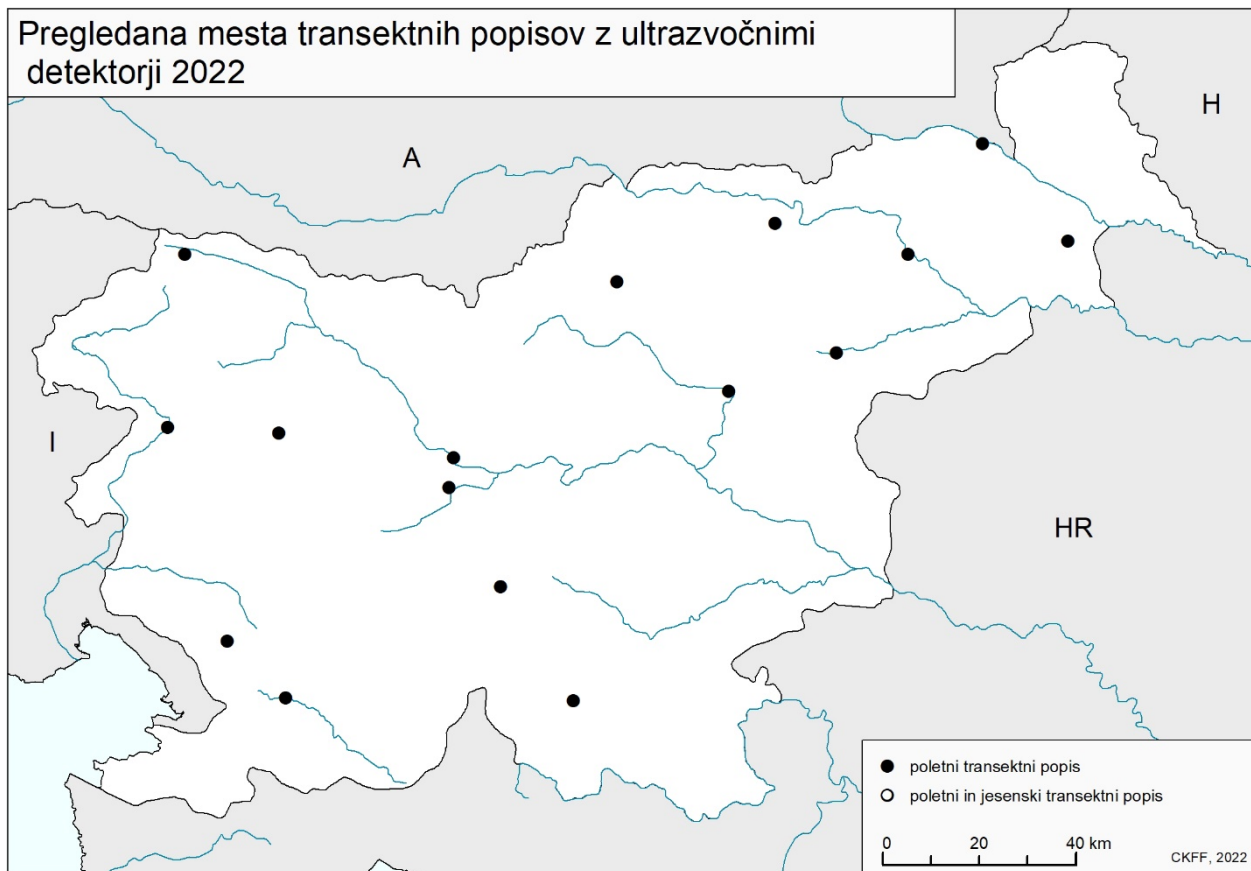 Pregledana mesta transektnih popisov z ultrazvočnimi
detektorji 2022
H
A
I
HR
poletni transektni popis
poletni in jesenski transektni popis
0 20 40 km
CKFF, 2022